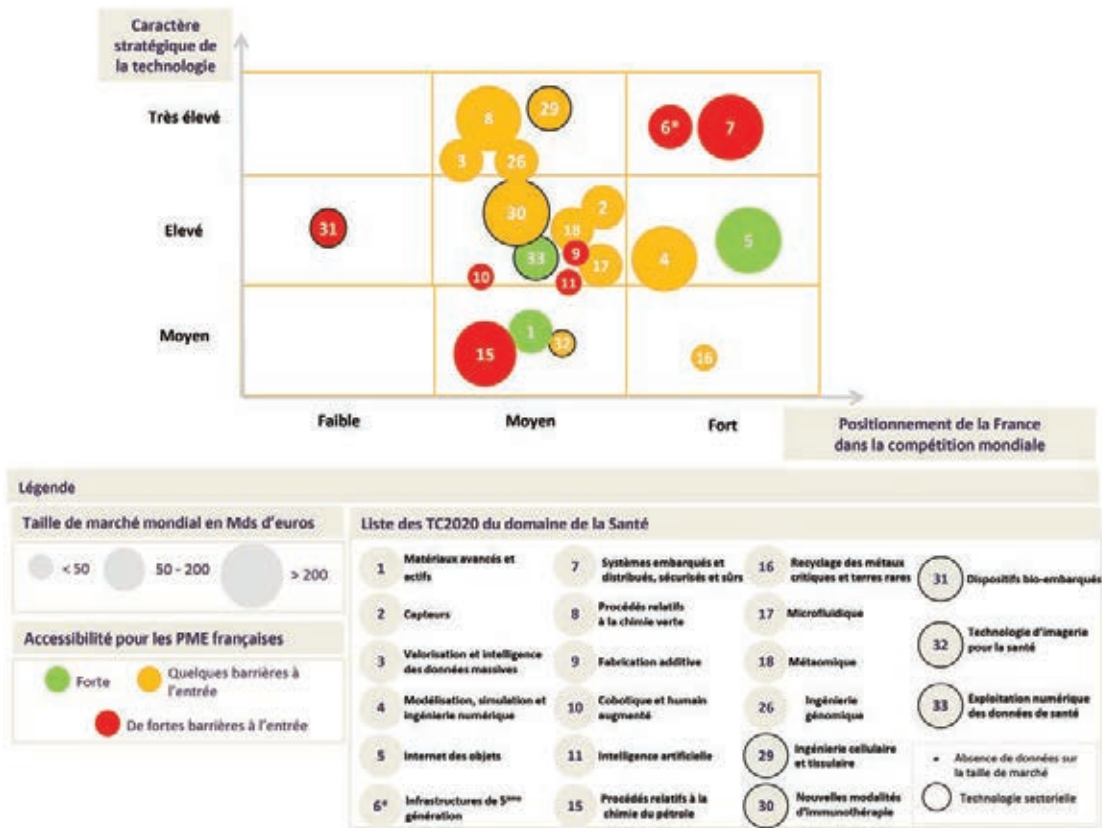 Caractère
stratégique de
la technologie
Très élevé
8
29
6*
7
3
26
Elevé
31
30
2
18
5
33
9
4
17
10
11
Moyen
1
15
32
16
Faible
Moyen
Fort
Positionnement de la France
dans la compétition mondiale
Légende
Taille de marché mondial en Mds d'euros
< 50
50 - 200
> 200
Accessibilité pour les PME françaises
Forte
Quelques barrières à
l'entrée
De fortes barrières à l'entrée
Liste des TC2020 du domaine de la Santé
1 Matériaux avancés et
actifs
2 Capteurs
3 Valorisation et intelligence
des données massives
4 Modélisation, simulation et
ingénierie numérique
5 Internet des objets
6* Infrastructures de 5ème
génération
7 Systèmes embarqués et
distribués, sécurisés et sûrs
8 Procédés relatifs
à la chimie verte
9 Fabrication additive
10 Cobotique et humain
augmenté
11 Intelligence artificielle
15 Procédés relatifs à la
chimie du pétrole
16 Recyclage des métaux
critiques et terres rares
17 Microfluidique
18 Métaomique
26 Ingénierie
génomique
29 Ingénierie cellulaire
et tissulaire
30 Nouvelles modalités
d'immunothérapie
31 Dispositifs bio-embarqués
32 Technologie d'imagerie
pour la santé
33 Exploitation numérique
des données de santé
* Absence de données sur
la taille de marché
Technologie sectorielle